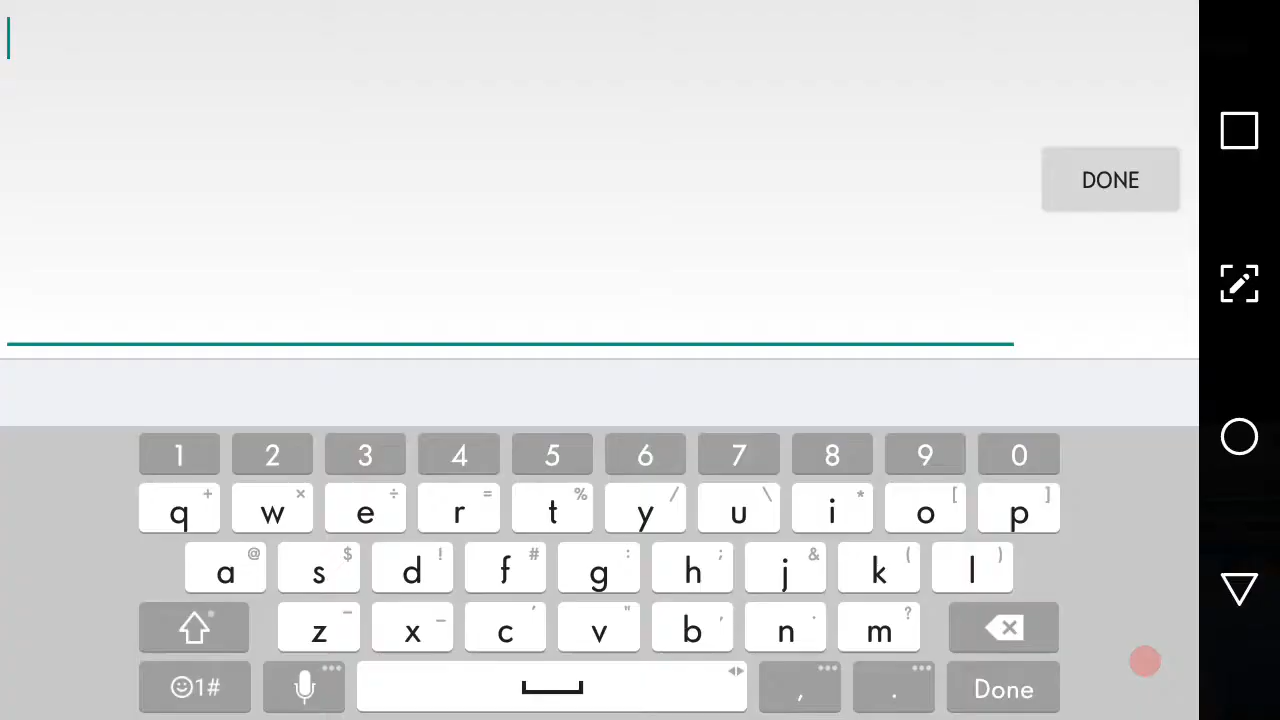 DONE
1 2 3 4 5 6 7 8 9 0
q + w × e ÷ r = t % y / u \ i * o [ p ]
a @ s $ d ! f # g : h ; j & k ( l )
z – x _ c ' v " b , n . m ?
☺1# , . Done